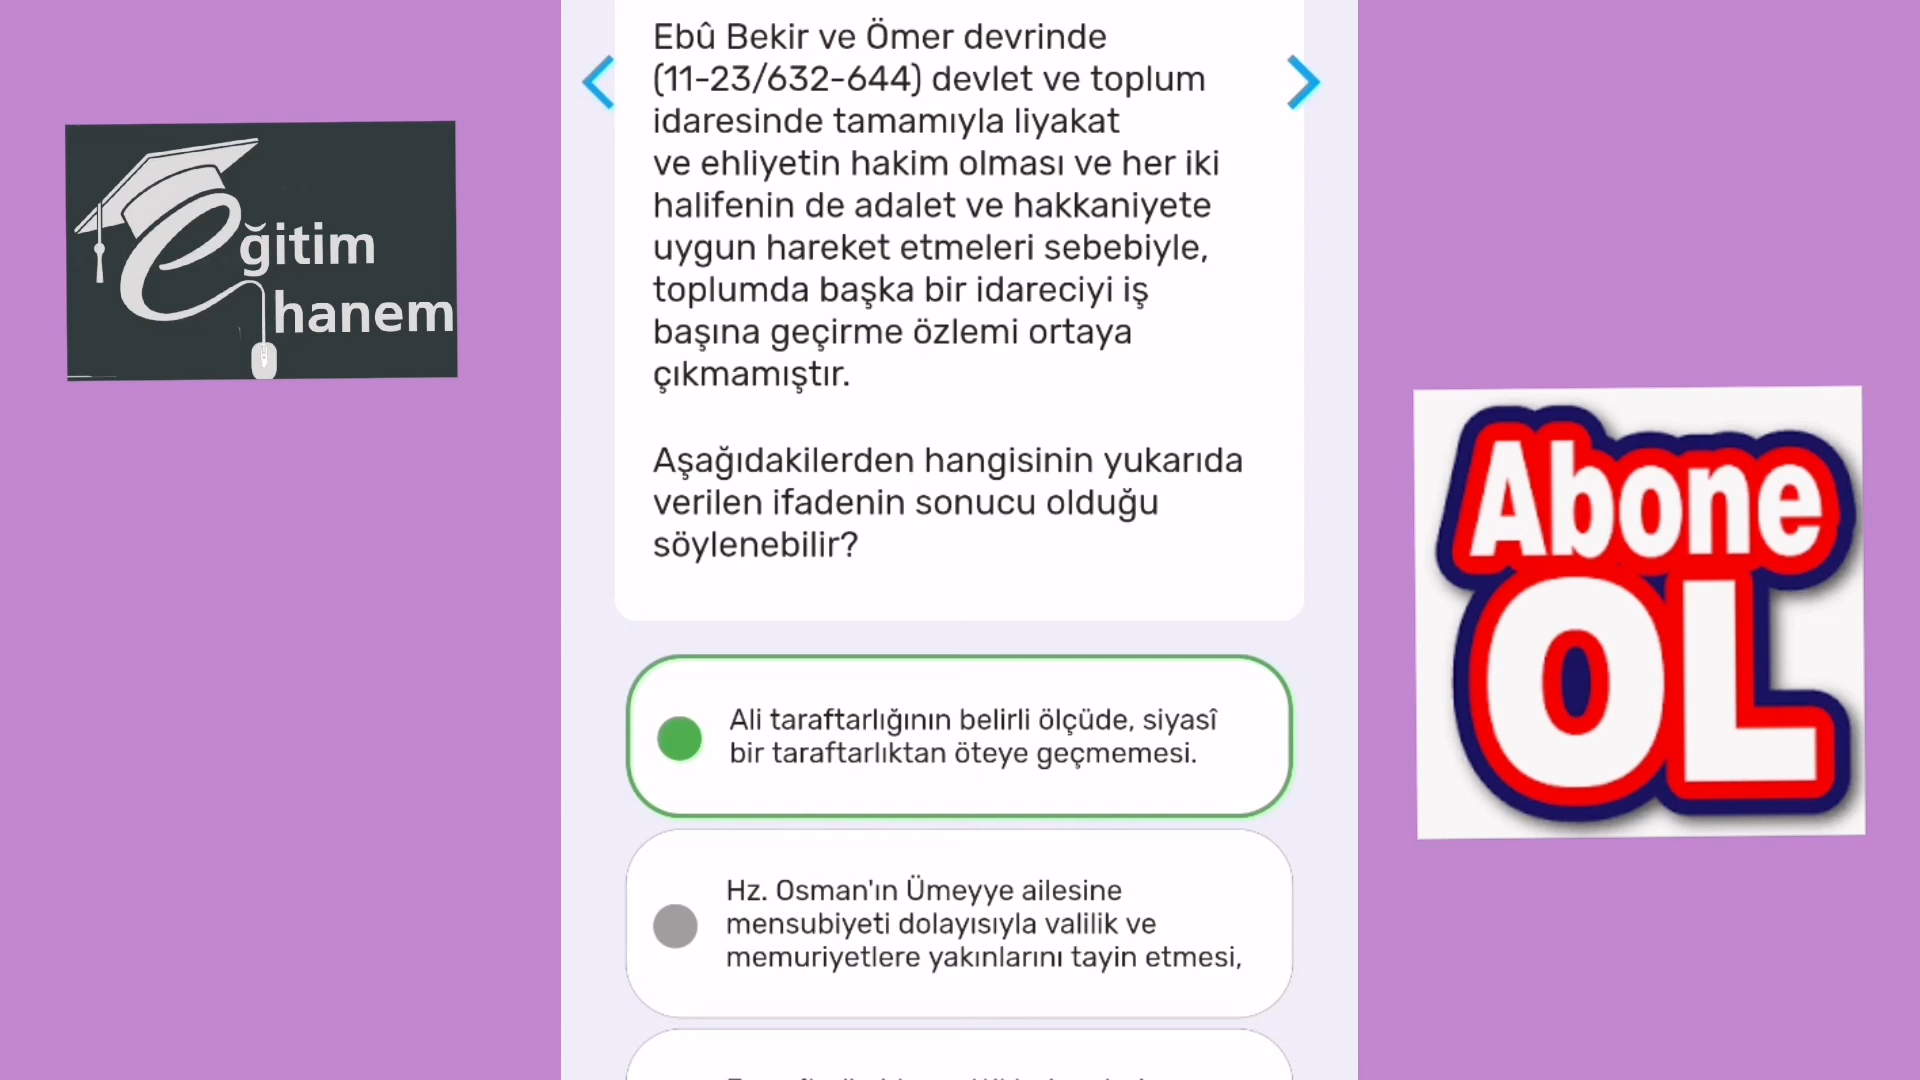 Ebû Bekir ve Ömer devrinde
(11-23/632-644) devlet ve toplum
idaresinde tamamıyla liyakat
ve ehliyetin hakim olması ve her iki
halifenin de adalet ve hakkaniyete
uygun hareket etmeleri sebebiyle,
toplumda başka bir idareciyi iş
başına geçirme özlemi ortaya
çıkmamıştır.
Aşağıdakilerden hangisinin yukarıda
verilen ifadenin sonucu olduğu
söylenebilir?
Ali taraftarlığının belirli ölçüde, siyasî
bir taraftarlıktan öteye geçmemesi.
Hz. Osman'ın Ümeyye ailesine
mensubiyeti dolayısıyla valilik ve
memuriyetlere yakınlarını tayin etmesi,
eğitim
hanem
Abone
OL